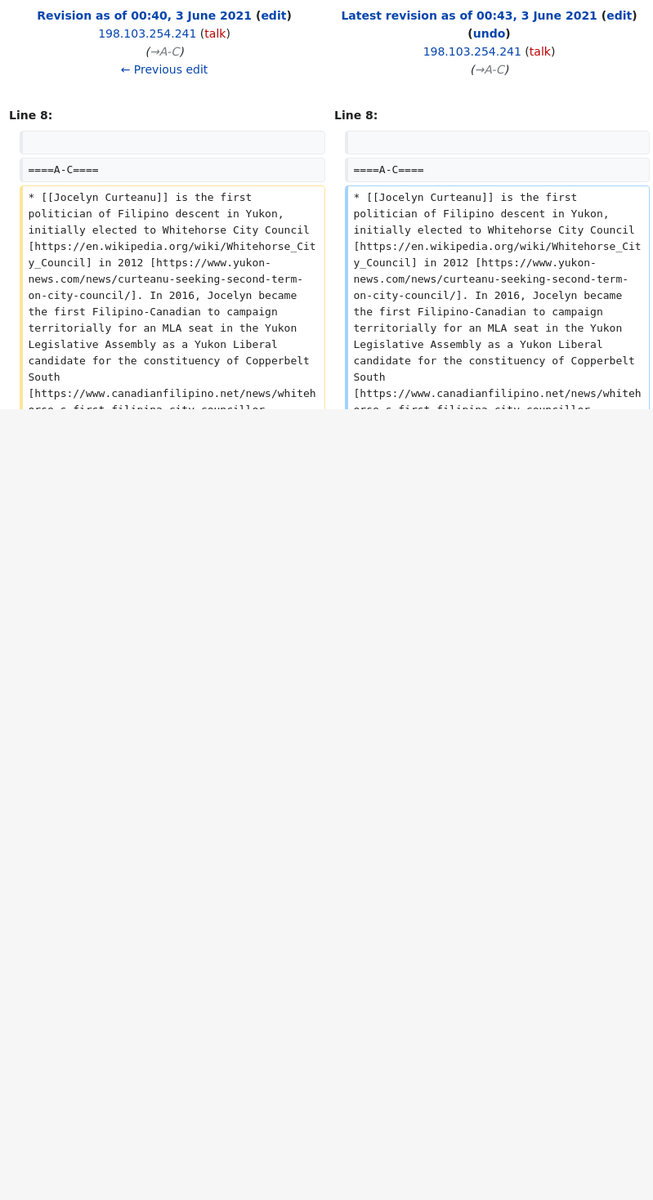 Revision as of 00:40, 3 June 2021 (edit)
198.103.254.241 (talk)
(→A-C)
← Previous edit
Latest revision as of 00:43, 3 June 2021 (edit)
(undo)
198.103.254.241 (talk)
(→A-C)
Line 8:
Line 8:
====A-C====
====A-C====
* [[Jocelyn Curteanu]] is the first
politician of Filipino descent in Yukon,
initially elected to Whitehorse City Council
[https://en.wikipedia.org/wiki/Whitehorse_Cit
y_Council] in 2012 [https://www.yukon-
news.com/news/curteanu-seeking-second-term-
on-city-council/]. In 2016, Jocelyn became
the first Filipino-Canadian to campaign
territorially for an MLA seat in the Yukon
Legislative Assembly as a Yukon Liberal
candidate for the constituency of Copperbelt
South
[https://www.canadianfilipino.net/news/whiteh
orse-s-first-filipina-city-councillor
* [[Jocelyn Curteanu]] is the first
politician of Filipino descent in Yukon,
initially elected to Whitehorse City Council
[https://en.wikipedia.org/wiki/Whitehorse_Cit
y_Council] in 2012 [https://www.yukon-
news.com/news/curteanu-seeking-second-term-
on-city-council/]. In 2016, Jocelyn became
the first Filipino-Canadian to campaign
territorially for an MLA seat in the Yukon
Legislative Assembly as a Yukon Liberal
candidate for the constituency of Copperbelt
South
[https://www.canadianfilipino.net/news/whiteh
orse-s-first-filipina-city-councillor